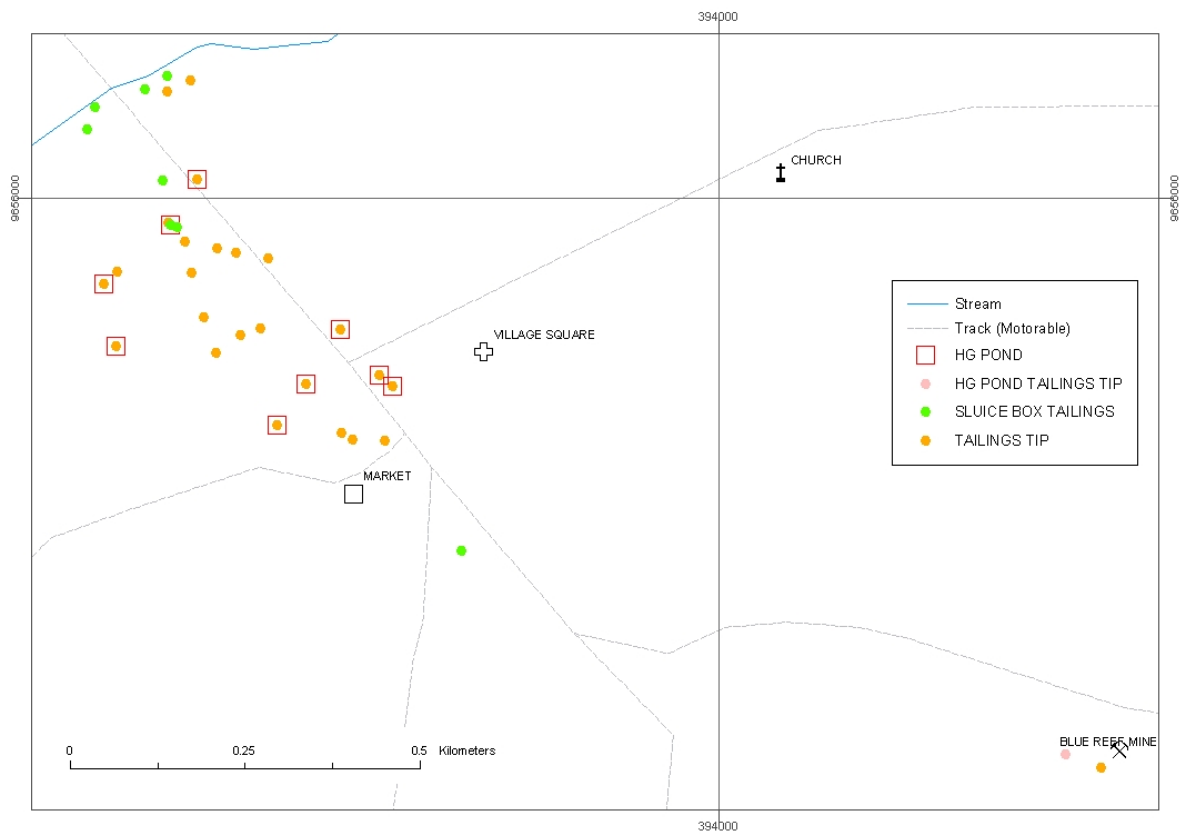 394000
CHURCH
9656000
9656000
VILLAGE SQUARE
Stream
Track (Motorable)
HG POND
HG POND TAILINGS TIP
SLUICE BOX TAILINGS
TAILINGS TIP
MARKET
BLUE REEF MINE
0 0.25 0.5 Kilometers
394000